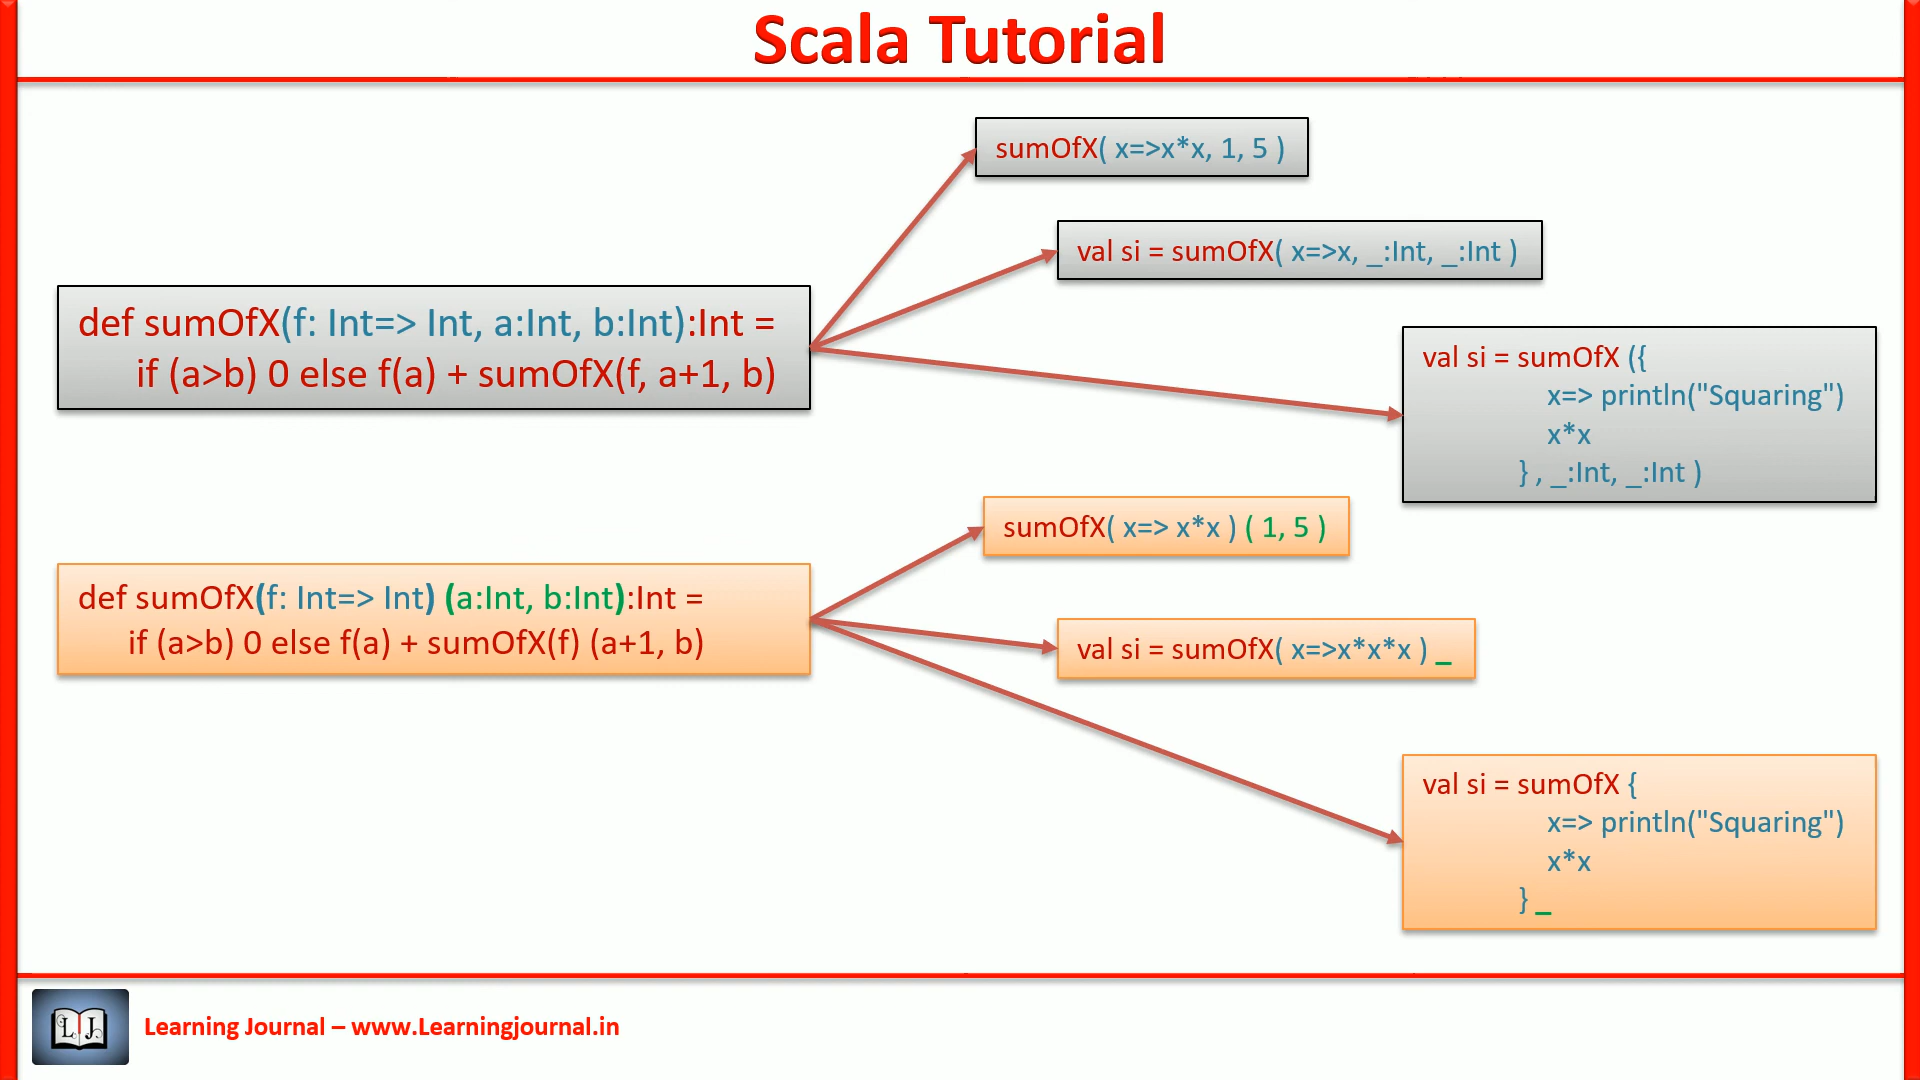 Scala Tutorial
sumOfX( x=>x*x, 1, 5 )
val si = sumOfX( x=>x, _:Int, _:Int )
def sumOfX(f: Int=> Int, a:Int, b:Int):Int =
if (a>b) 0 else f(a) + sumOfX(f, a+1, b)
val si = sumOfX ({
x=> println("Squaring")
x*x
} , _:Int, _:Int )
sumOfX( x=> x*x ) ( 1, 5 )
def sumOfX(f: Int=> Int) (a:Int, b:Int):Int =
if (a>b) 0 else f(a) + sumOfX(f) (a+1, b)
val si = sumOfX( x=>x*x*x ) _
val si = sumOfX {
x=> println("Squaring")
x*x
} _
LJ
Learning Journal – www.Learningjournal.in